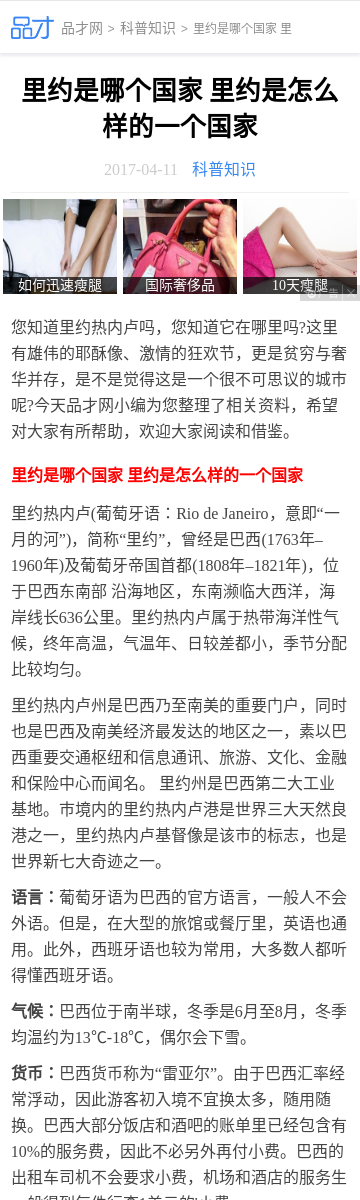 品才 品才网 > 科普知识 > 里约是哪个国家 里
里约是哪个国家 里约是怎么
样的一个国家
2017-04-11 科普知识
如何迅速瘦腿 国际奢侈品 10天瘦腿
您知道里约热内卢吗，您知道它在哪里吗?这里
有雄伟的耶酥像、激情的狂欢节，更是贫穷与奢
华并存，是不是觉得这是一个很不可思议的城市
呢?今天品才网小编为您整理了相关资料，希望
对大家有所帮助，欢迎大家阅读和借鉴。
里约是哪个国家 里约是怎么样的一个国家
里约热内卢(葡萄牙语：Rio de Janeiro，意即“一
月的河”)，简称“里约”，曾经是巴西(1763年–
1960年)及葡萄牙帝国首都(1808年–1821年)，位
于巴西东南部 沿海地区，东南濒临大西洋，海
岸线长636公里。里约热内卢属于热带海洋性气
候，终年高温，气温年、日较差都小，季节分配
比较均匀。
里约热内卢州是巴西乃至南美的重要门户，同时
也是巴西及南美经济最发达的地区之一，素以巴
西重要交通枢纽和信息通讯、旅游、文化、金融
和保险中心而闻名。 里约州是巴西第二大工业
基地。市境内的里约热内卢港是世界三大天然良
港之一，里约热内卢基督像是该市的标志，也是
世界新七大奇迹之一。
语言：葡萄牙语为巴西的官方语言，一般人不会
外语。但是，在大型的旅馆或餐厅里，英语也通
用。此外，西班牙语也较为常用，大多数人都听
得懂西班牙语。
气候：巴西位于南半球，冬季是6月至8月，冬季
均温约为13℃-18℃，偶尔会下雪。
货币：巴西货币称为“雷亚尔”。由于巴西汇率经
常浮动，因此游客初入境不宜换太多，随用随
换。巴西大部分饭店和酒吧的账单里已经包含有
10%的服务费，因此不必另外再付小费。巴西的
出租车司机不会要求小费，机场和酒店的服务生